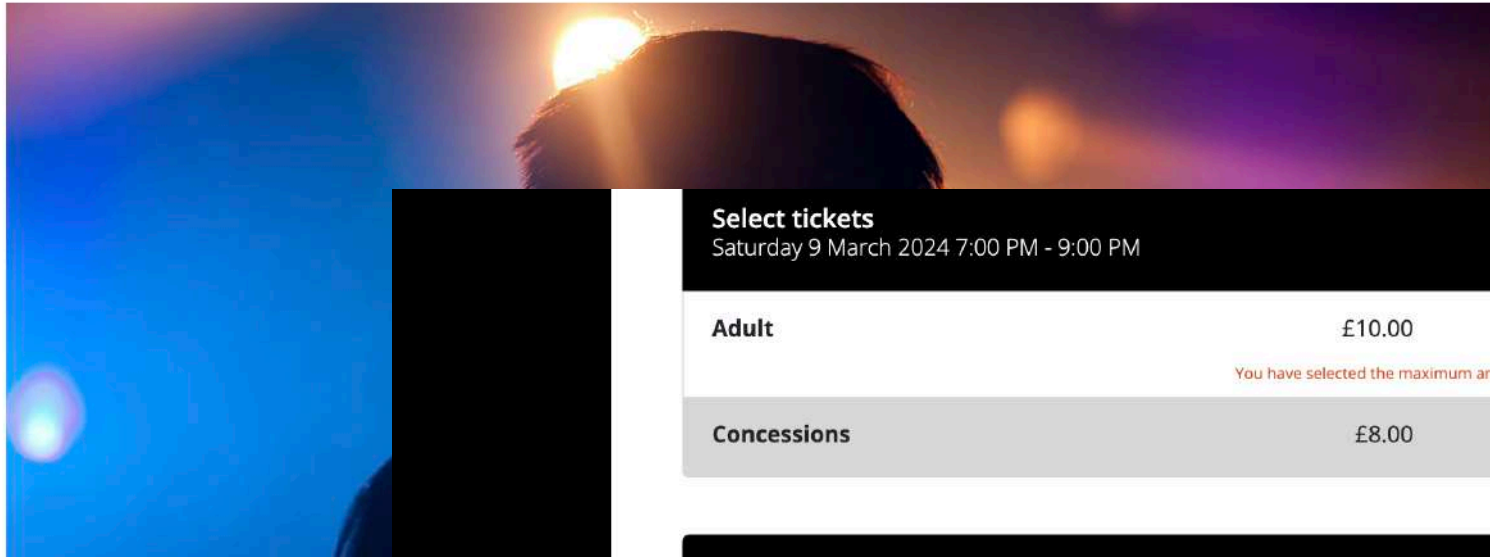 Select tickets
Saturday 9 March 2024 7:00 PM - 9:00 PM
Adult £10.00
You have selected the maximum
Concessions £8.00